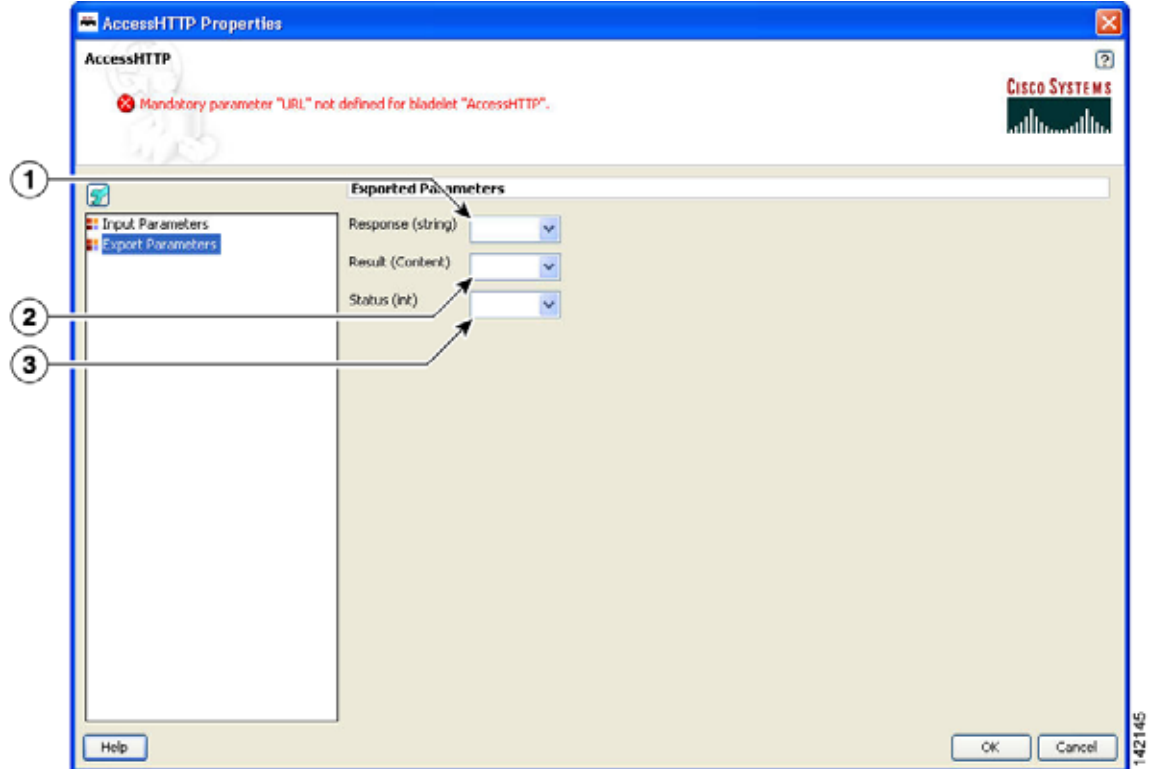 AccessHTTP Properties
AccessHTTP
Mandatory parameter "URL" not defined for bladelet "AccessHTTP".
CISCO SYSTEMS
1
Exported Parameters
Input Parameters
Response (string)
Export Parameters
Result (Content)
2
Status (int)
3
Help
OK
Cancel
142145